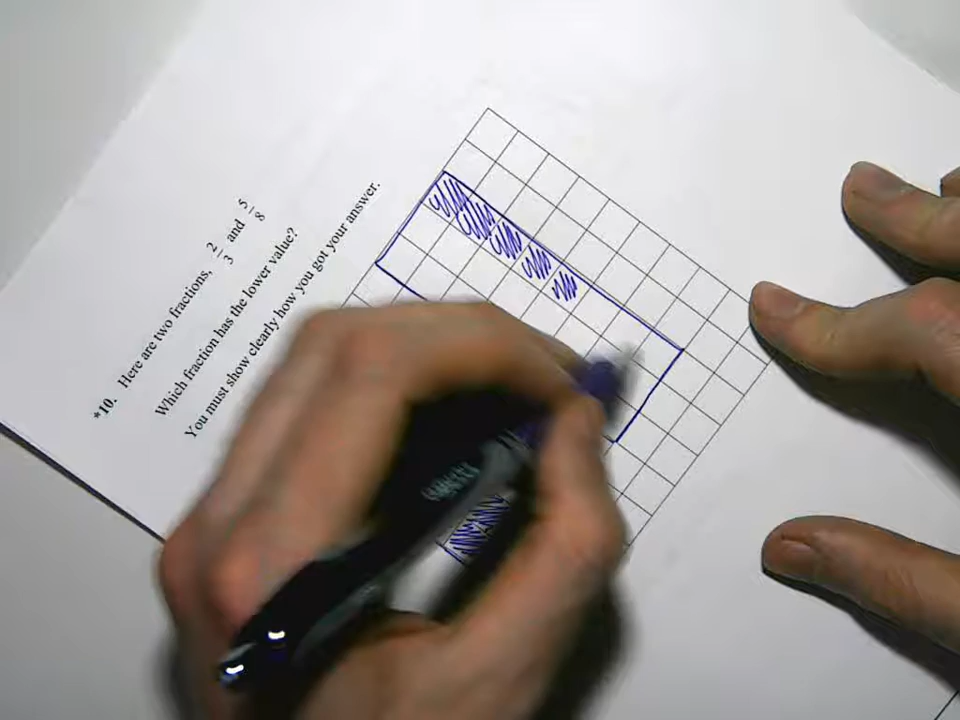 *10. Here are two fractions, 2/3 and 5/8
Which fraction has the lower value?
You must show clearly how you got your answer.